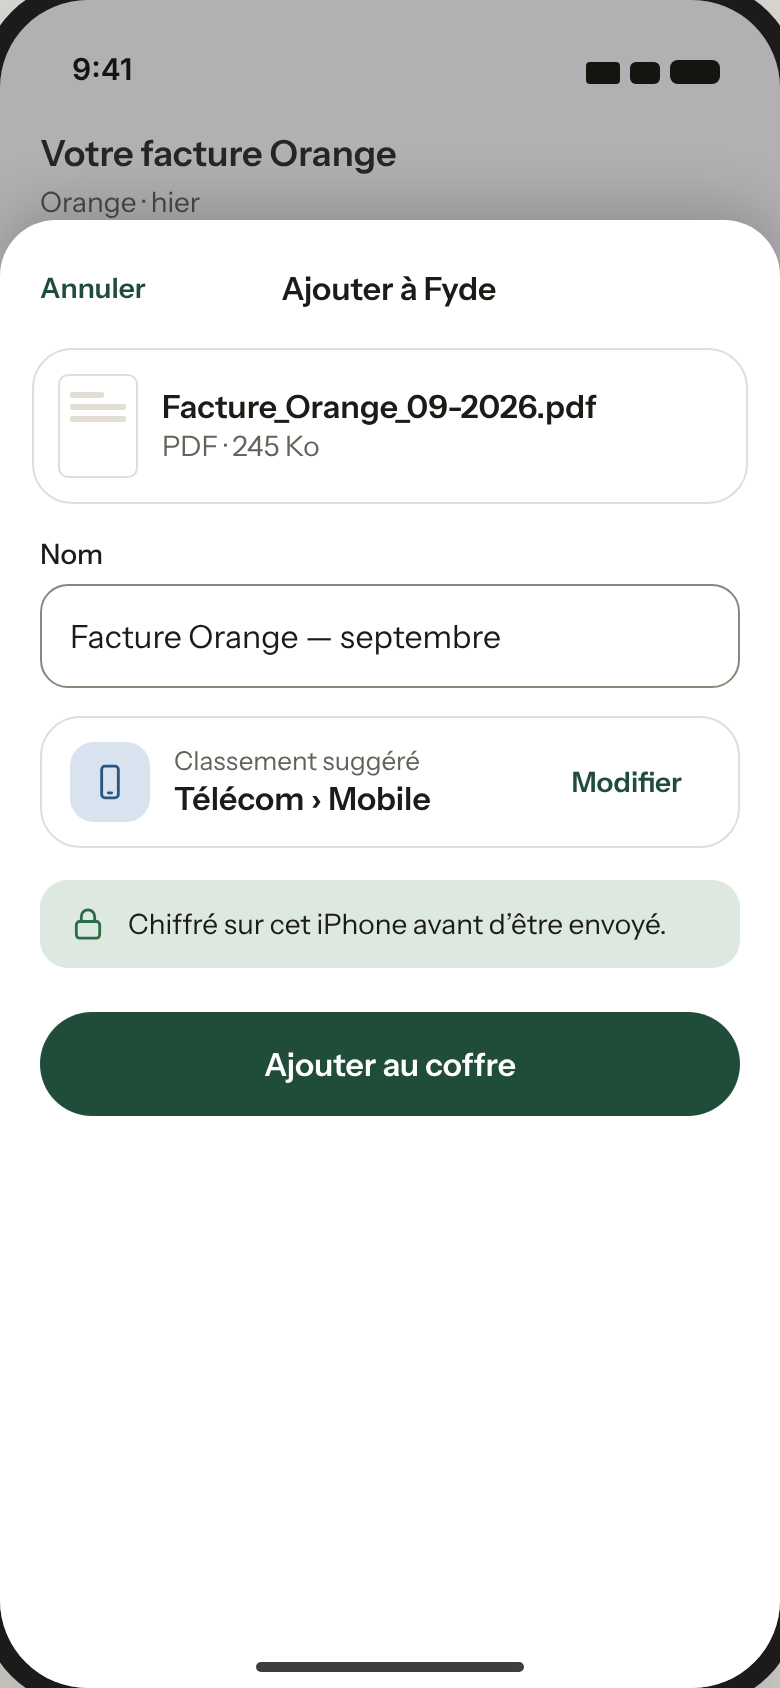 9:41
Votre facture Orange
Orange · hier
Annuler
Ajouter à Fyde
Facture_Orange_09-2026.pdf
PDF · 245 Ko
Nom
Facture Orange — septembre
Classement suggéré
Télécom › Mobile
Modifier
Chiffré sur cet iPhone avant d’être envoyé.
Ajouter au coffre